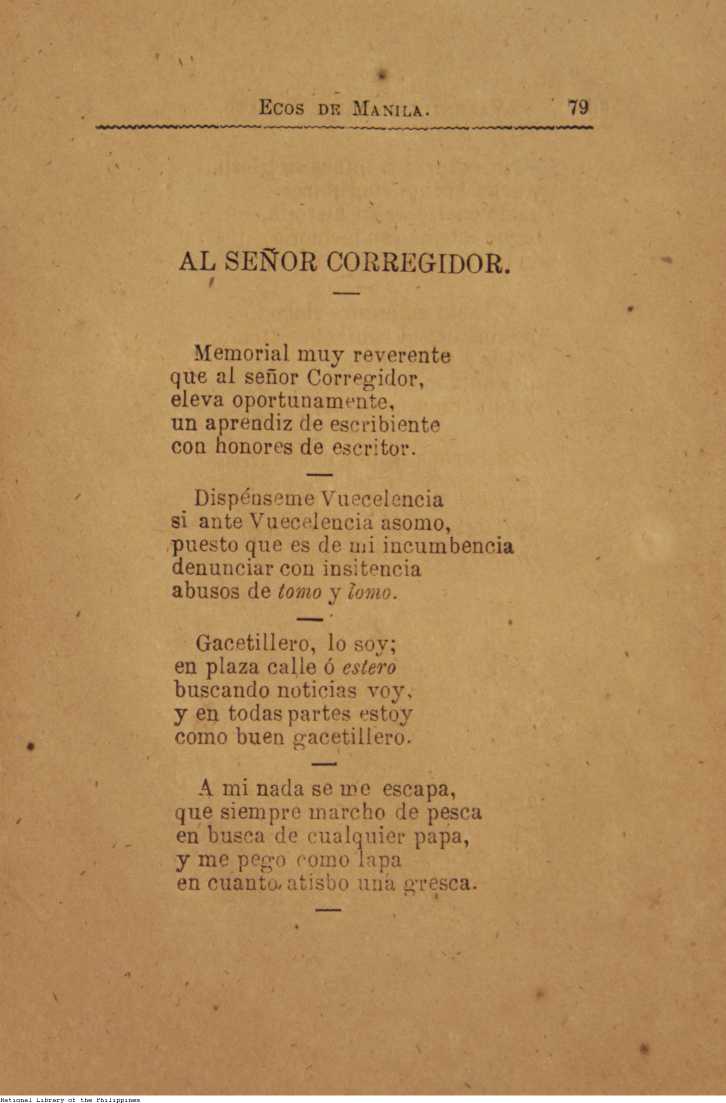 ECOS DE MANILA. 79
AL SEÑOR CORREGIDOR.
Memorial muy reverente
que al señor Corregidor,
eleva oportunamente,
un aprendiz de escribiente
con honores de escritor.
Dispénseme Vuecelencia
si ante Vuecelencia asomo,
puesto que es de mi incumbencia
denunciar con insitencia
abusos de tomo y lomo.
Gacetillero, lo soy;
en plaza calle ó estero
buscando noticias voy,
y en todas partes estoy
como buen gacetillero.
A mi nada se me escapa,
que siempre marcho de pesca
en busca de cualquier papa,
y me pego como lapa
en cuanto atisbo una gresca.
National Library of the Philippines